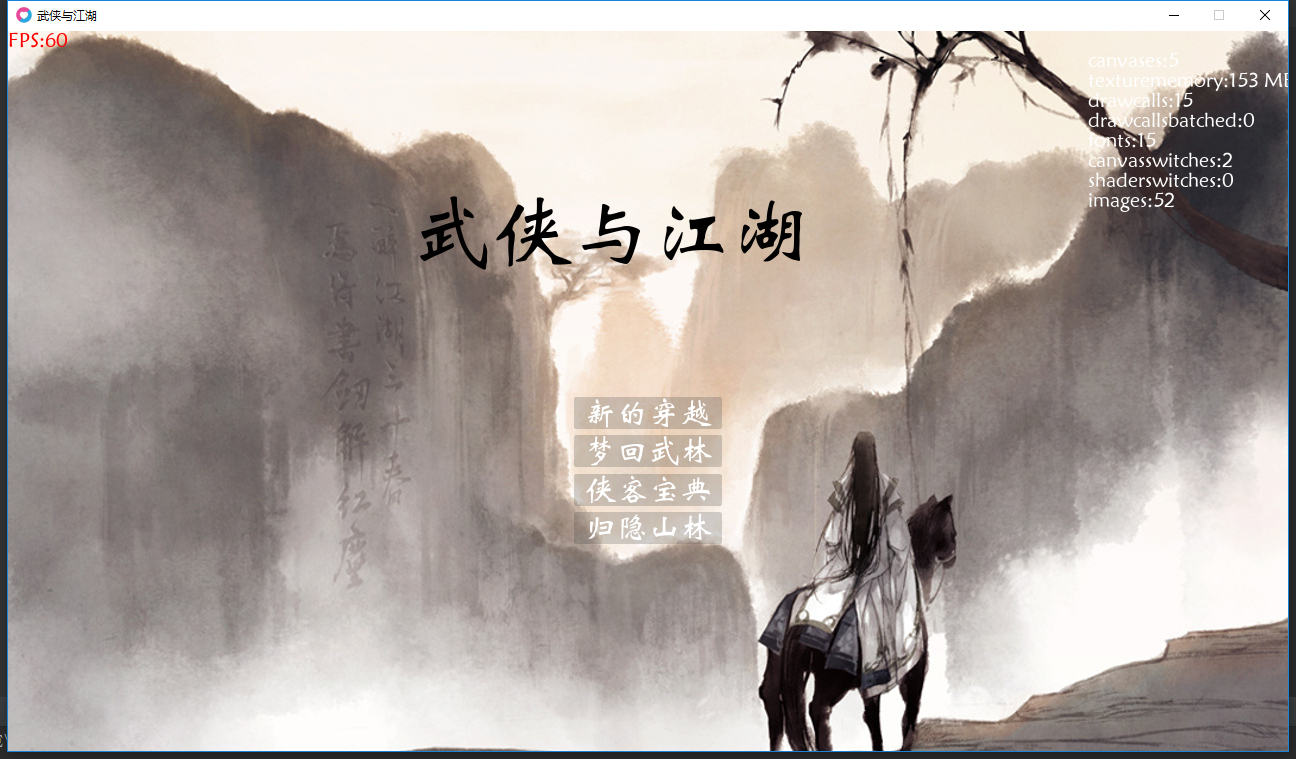 武侠与江湖
FPS:60
canvases:5
texturememory:153 MB
drawcalls:15
drawcallsbatched:0
fonts:15
canvasswitches:2
shaderswitches:0
images:52
武侠与江湖
一醉江湖三十春
焉得书剑解红尘
新的穿越
梦回武林
侠客宝典
归隐山林